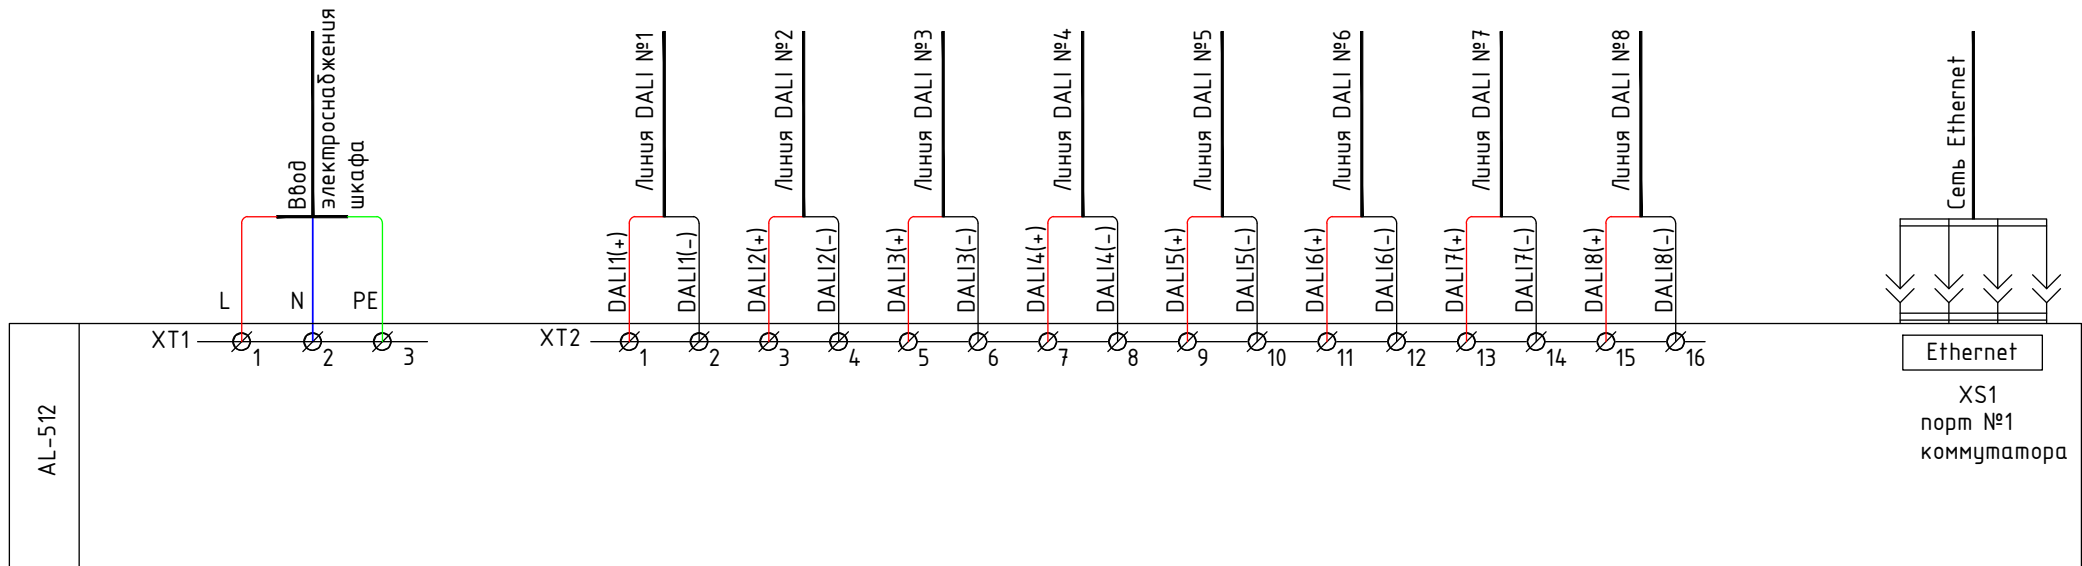 Ввод
электроснабжения
шкафа
Линия DALI №1
Линия DALI №2
Линия DALI №3
Линия DALI №4
Линия DALI №5
Линия DALI №6
Линия DALI №7
Линия DALI №8
Сеть Ethernet
L
N
PE
DALI1(+)
DALI1(-)
DALI2(+)
DALI2(-)
DALI3(+)
DALI3(-)
DALI4(+)
DALI4(-)
DALI5(+)
DALI5(-)
DALI6(+)
DALI6(-)
DALI7(+)
DALI7(-)
DALI8(+)
DALI8(-)
XT1
1
2
3
XT2
1
2
3
4
5
6
7
8
9
10
11
12
13
14
15
16
Ethernet
XS1
порт №1
коммутатора
AL-512